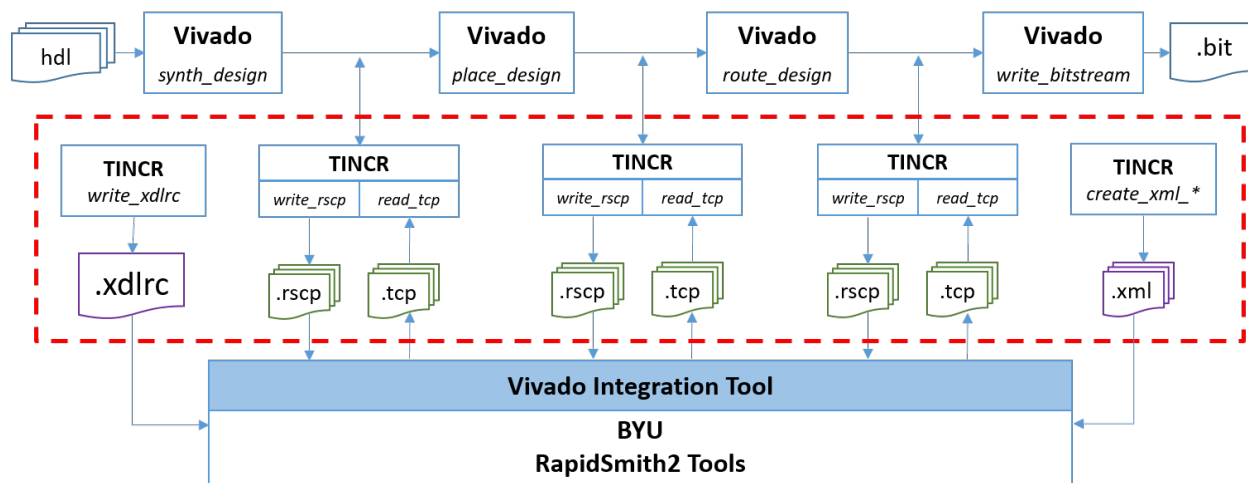 hdl
Vivado
synth_design
Vivado
place_design
Vivado
route_design
Vivado
write_bitstream
.bit
TINCR
write_xdlrc
TINCR
write_rscp
read_tcp
TINCR
write_rscp
read_tcp
TINCR
write_rscp
read_tcp
TINCR
create_xml_*
.xdlrc
.rscp
.tcp
.rscp
.tcp
.rscp
.tcp
.xml
Vivado Integration Tool
BYU
RapidSmith2 Tools